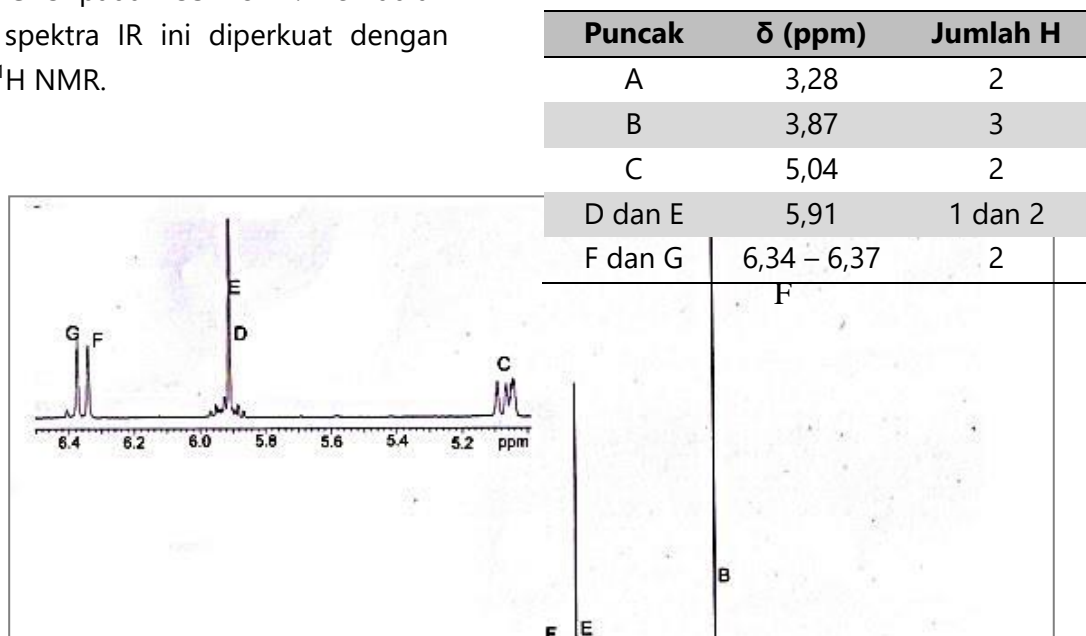 spektra IR ini diperkuat dengan
¹H NMR.
Puncak δ (ppm) Jumlah H
A 3,28 2
B 3,87 3
C 5,04 2
D dan E 5,91 1 dan 2
F dan G 6,34 – 6,37 2
F
G F
E
D
C
6.4 6.2 6.0 5.8 5.6 5.4 5.2 ppm
B
F E